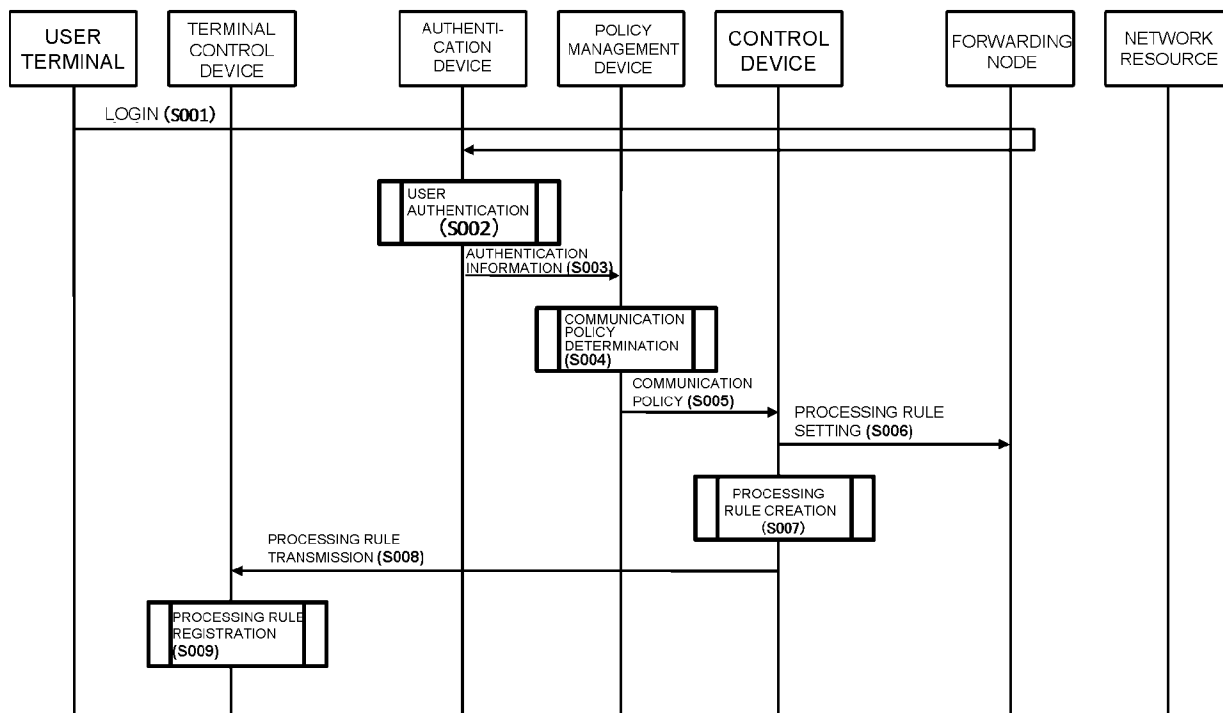 USER
TERMINAL
TERMINAL
CONTROL
DEVICE
AUTHENTI-
CATION
DEVICE
POLICY
MANAGEMENT
DEVICE
CONTROL
DEVICE
FORWARDING
NODE
NETWORK
RESOURCE
LOGIN (S001)
USER
AUTHENTICATION
(S002)
AUTHENTICATION
INFORMATION (S003)
COMMUNICATION
POLICY
DETERMINATION
(S004)
COMMUNICATION
POLICY (S005)
PROCESSING RULE
SETTING (S006)
PROCESSING
RULE CREATION
(S007)
PROCESSING RULE
TRANSMISSION (S008)
PROCESSING RULE
REGISTRATION
(S009)